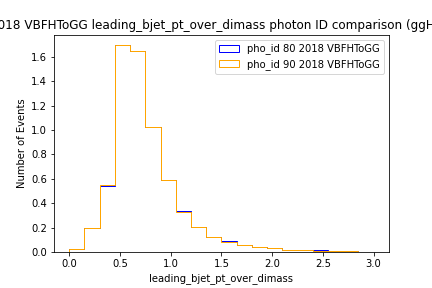 018 VBFHToGG leading_bjet_pt_over_dimass photon ID comparison (ggH
pho_id 80 2018 VBFHToGG
pho_id 90 2018 VBFHToGG
Number of Events
1.6
1.4
1.2
1.0
0.8
0.6
0.4
0.2
0.0
0.0 0.5 1.0 1.5 2.0 2.5 3.0
leading_bjet_pt_over_dimass